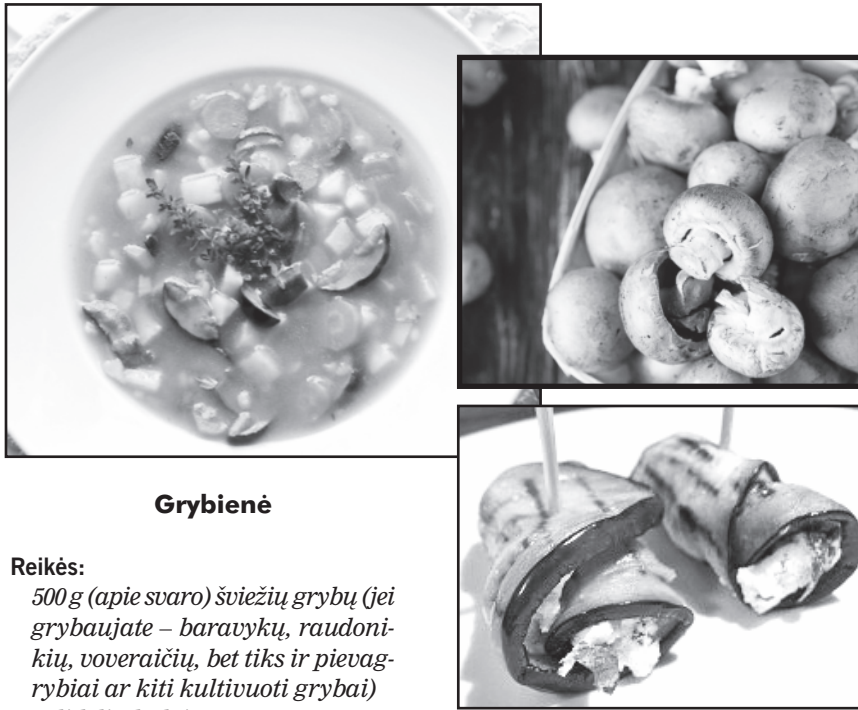 Grybienė
Reikės:
500 g (apie svaro) šviežių grybų (jei
grybaujate – baravykų, raudoni-
kių, voveraičių, bet tiks ir pievag-
rybiai ar kiti kultivuoti grybai)